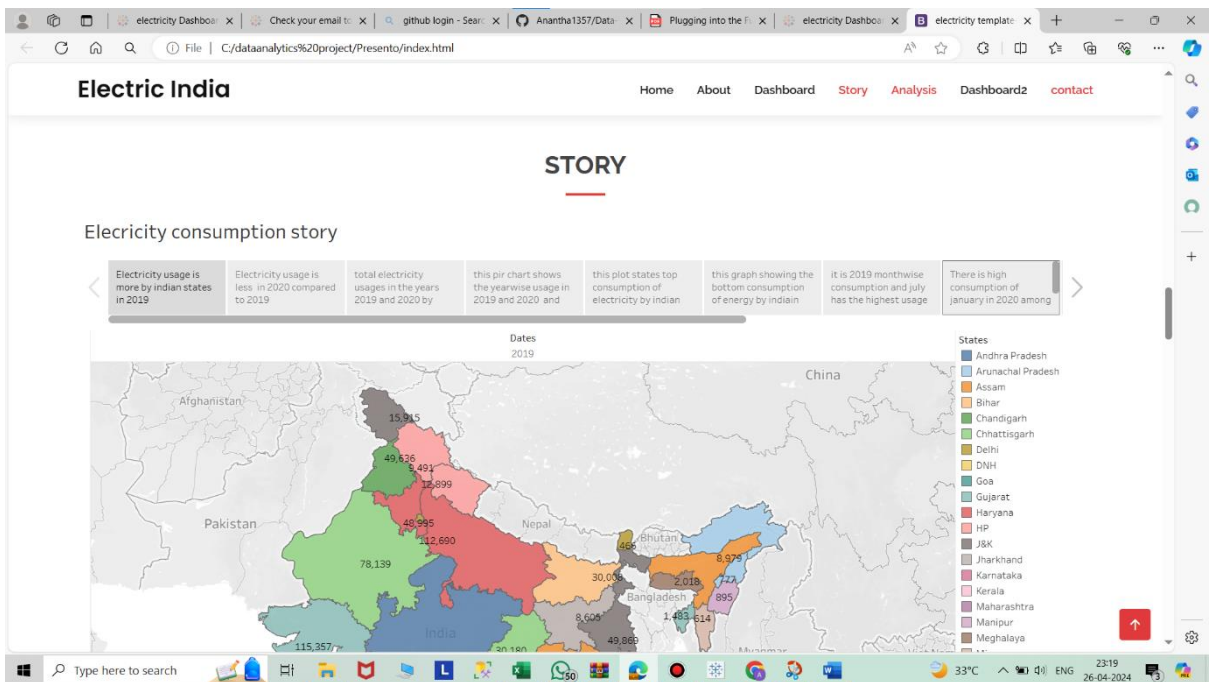 electricity Dashboar
Check your email to
github login - Sear
Anantha1357/Data-
Plugging into the Fu
electricity Dashboar
electricity template
File | C:/dataanalytics%20project/Presento/index.html
Electric India
Home About Dashboard Story Analysis Dashboard2 contact
STORY
Elecricity consumption story
Electricity usage is
more by indian states
in 2019
Electricity usage is
less in 2020 compared
to 2019
total electricity
usages in the years
2019 and 2020 by
this pir chart shows
the yearwise usage in
2019 and 2020 and
this plot states top
consumption of
electricity by indian
this graph showing the
bottom consumption
of energy by indiain
it is 2019 monthwise
consumption and july
has the highest usage
There is high
consumption of
january in 2020 among
Dates
2019
States
Andhra Pradesh
Arunachal Pradesh
Assam
Bihar
Chandigarh
Chhattisgarh
Delhi
DNH
Goa
Gujarat
Haryana
HP
J&K
Jharkhand
Karnataka
Kerala
Maharashtra
Manipur
Meghalaya
China
Afghanistan
15,915
49,636
9,491
12,899
Pakistan
48,995
Nepal
112,690
466
Bhutan
8,979
78,139
30,008
2,018
777
Bangladesh
895
8,605
1,483
614
India
49,869
115,357
30,180
Myanmar
Type here to search
L
50
33°C
ENG
23:19
26-04-2024
3